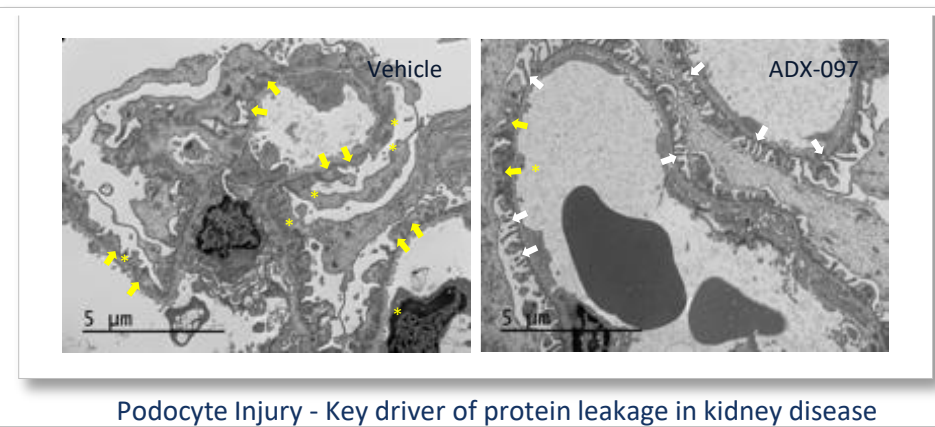 Vehicle
ADX-097
5 µm
5 µm
Podocyte Injury - Key driver of protein leakage in kidney disease